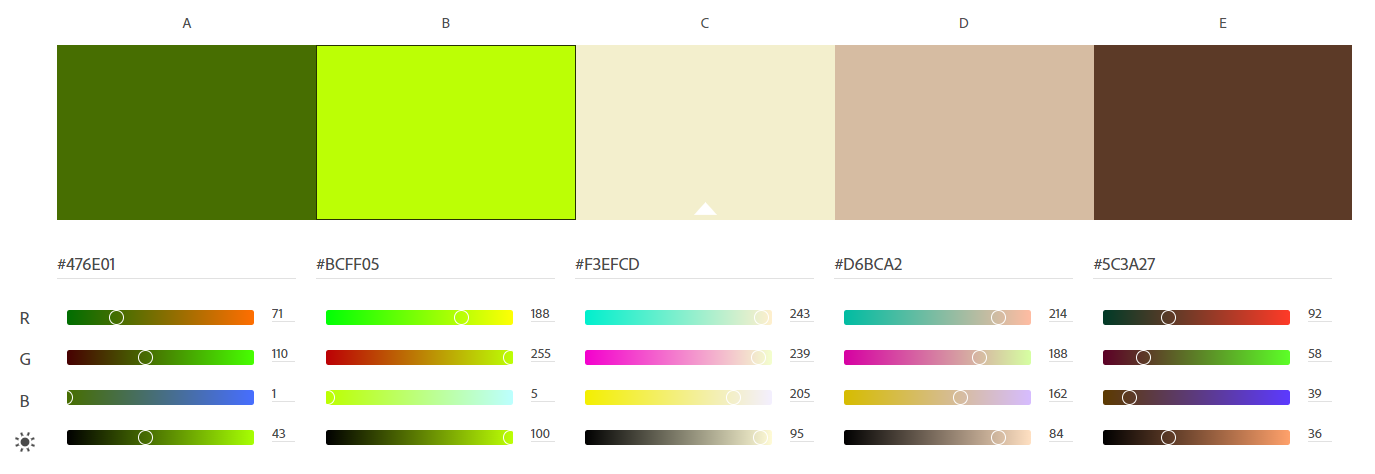 A B C D E
#476E01 #BCFF05 #F3EFCD #D6BCA2 #5C3A27
R 71 188 243 214 92
G 110 255 239 188 58
B 1 5 205 162 39
43 100 95 84 36